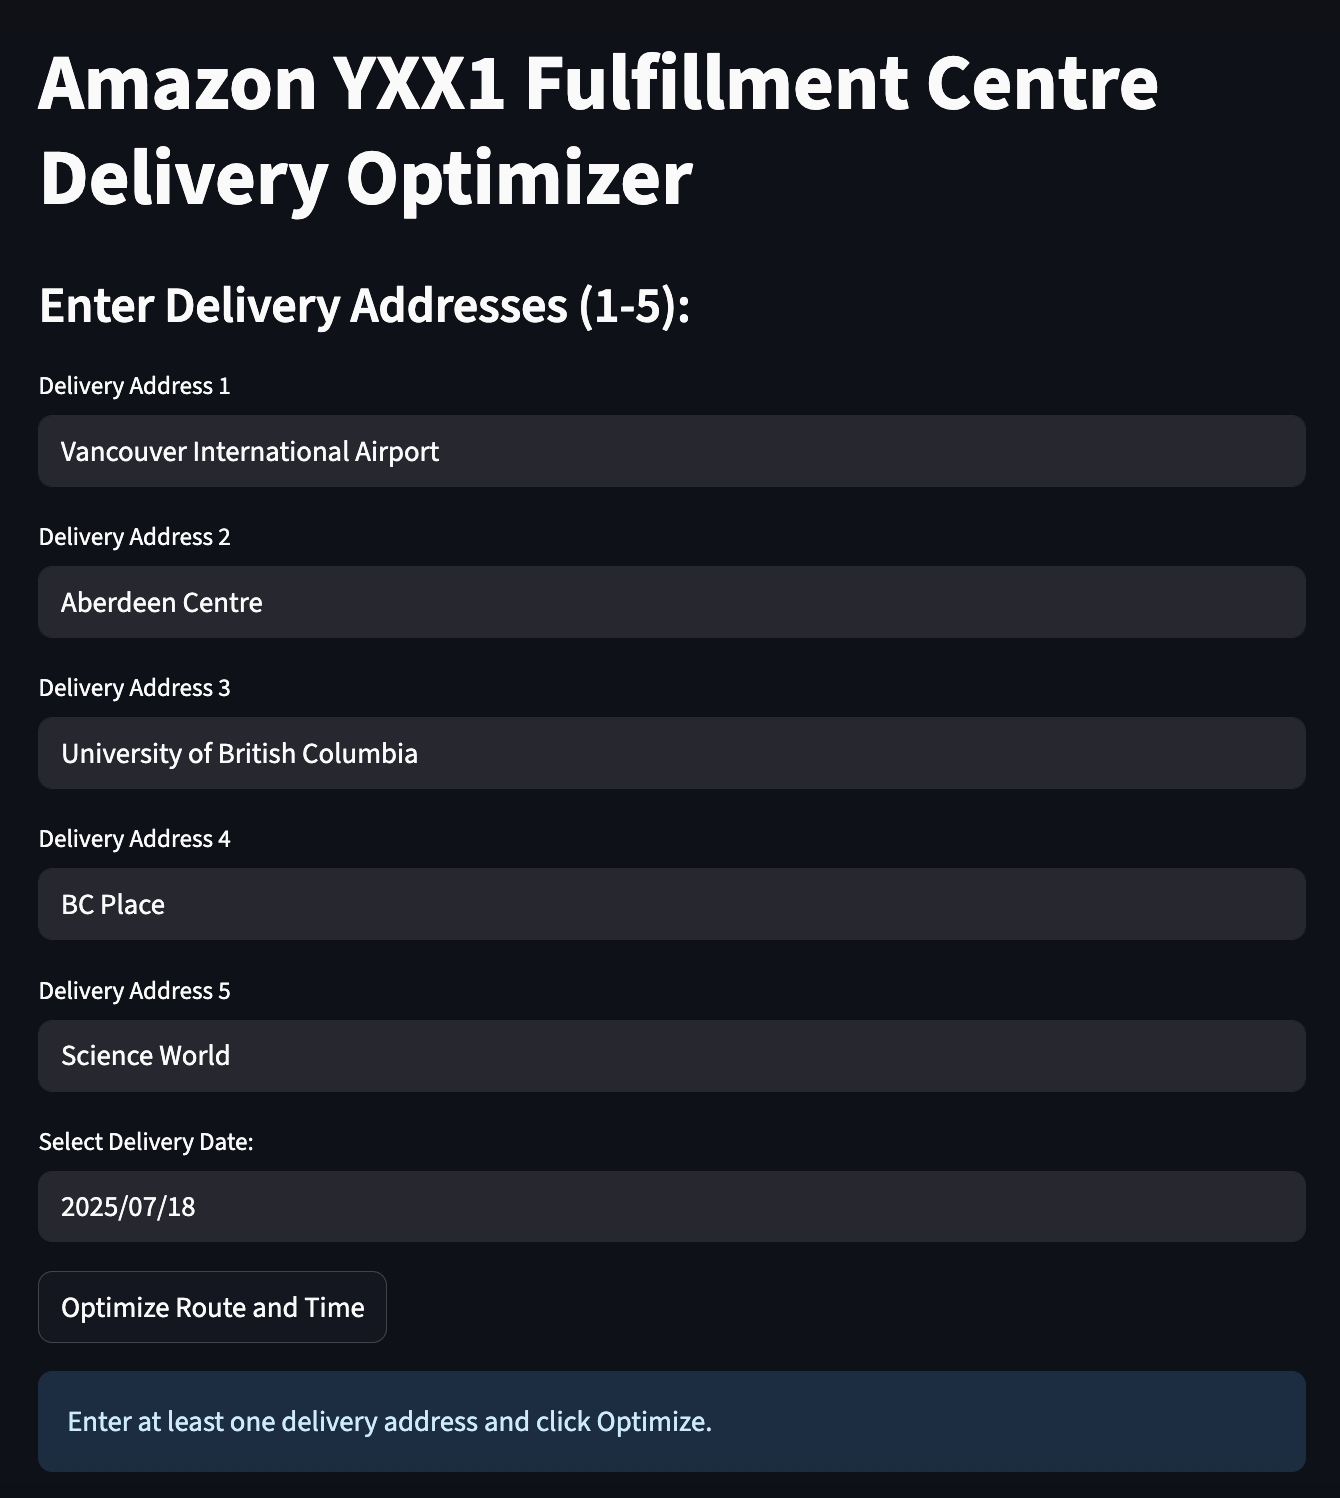 Amazon YXX1 Fulfillment Centre
Delivery Optimizer
Enter Delivery Addresses (1-5):
Delivery Address 1
Vancouver International Airport
Delivery Address 2
Aberdeen Centre
Delivery Address 3
University of British Columbia
Delivery Address 4
BC Place
Delivery Address 5
Science World
Select Delivery Date:
2025/07/18
Optimize Route and Time
Enter at least one delivery address and click Optimize.